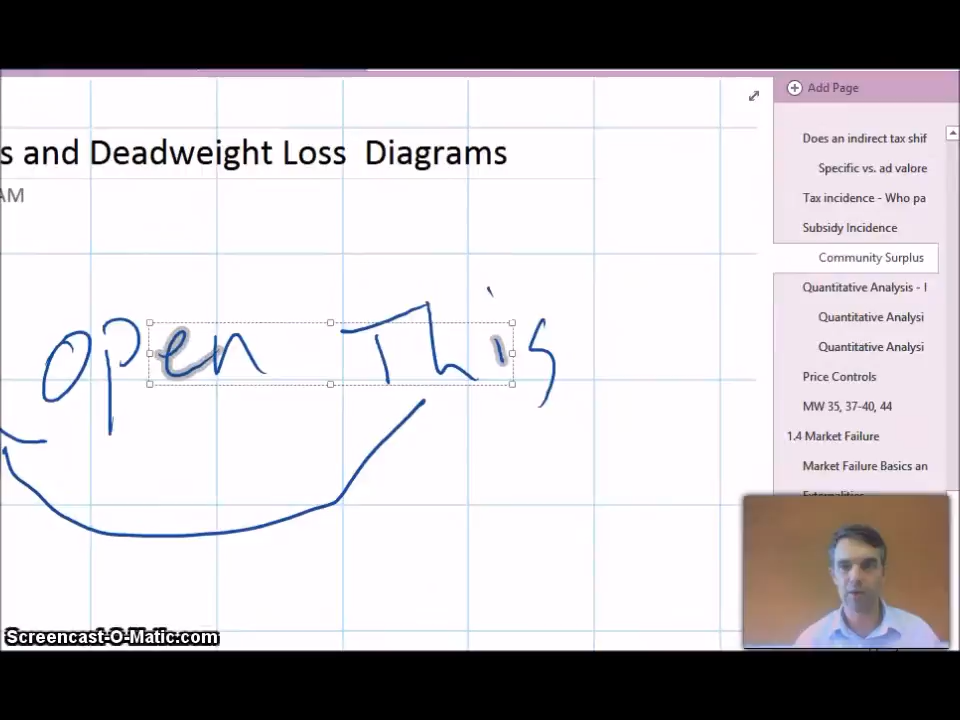 Add Page
s and Deadweight Loss Diagrams
AM
open This
Does an indirect tax shif
Specific vs. ad valore
Tax incidence - Who pa
Subsidy Incidence
Community Surplus
Quantitative Analysis - I
Quantitative Analysi
Quantitative Analysi
Price Controls
MW 35, 37-40, 44
1.4 Market Failure
Market Failure Basics an
Externalities
Screencast-O-Matic.com